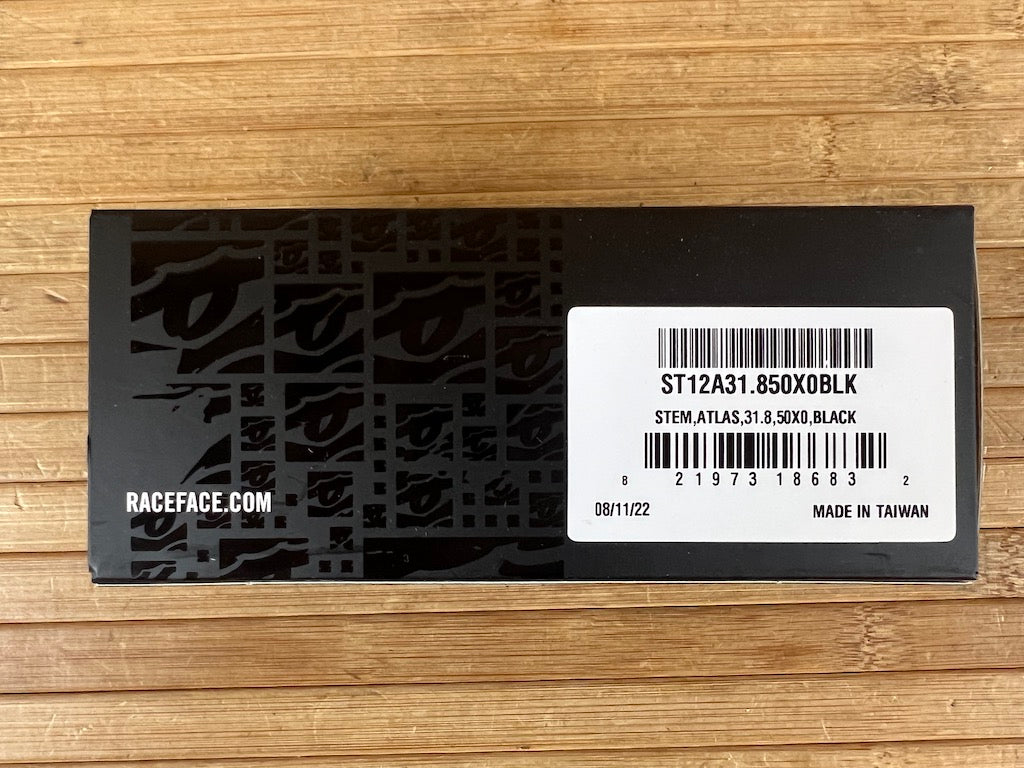 RACEFACE.COM
ST12A31.850X0BLK
STEM,ATLAS,31.8,50X0,BLACK
8 21973 18683 2
08/11/22 MADE IN TAIWAN